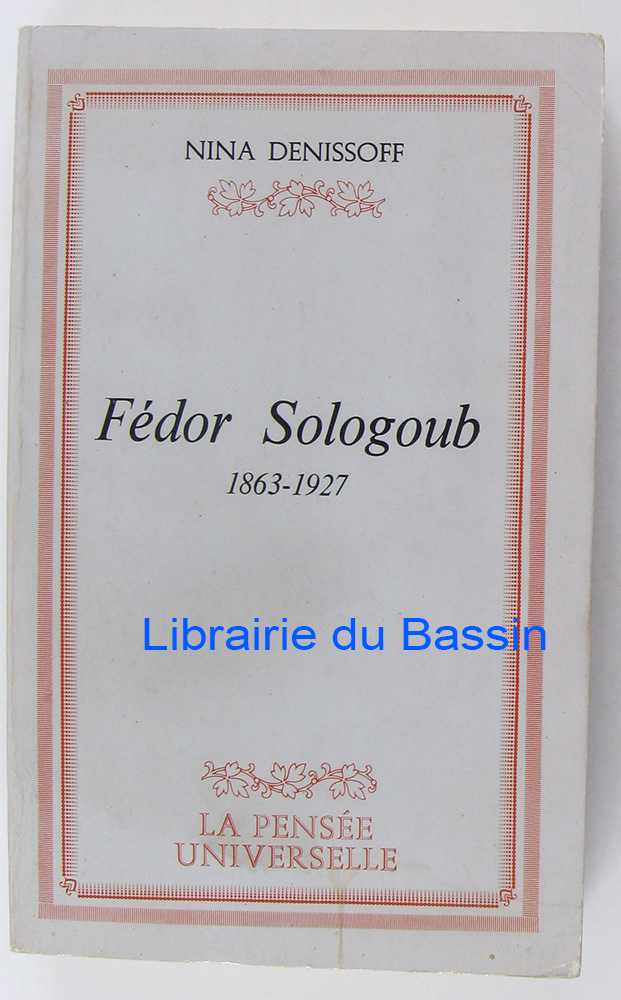 NINA DENISSOFF
Fédor Sologoub
1863-1927
Librairie du Bassin
LA PENSÉE
UNIVERSELLE